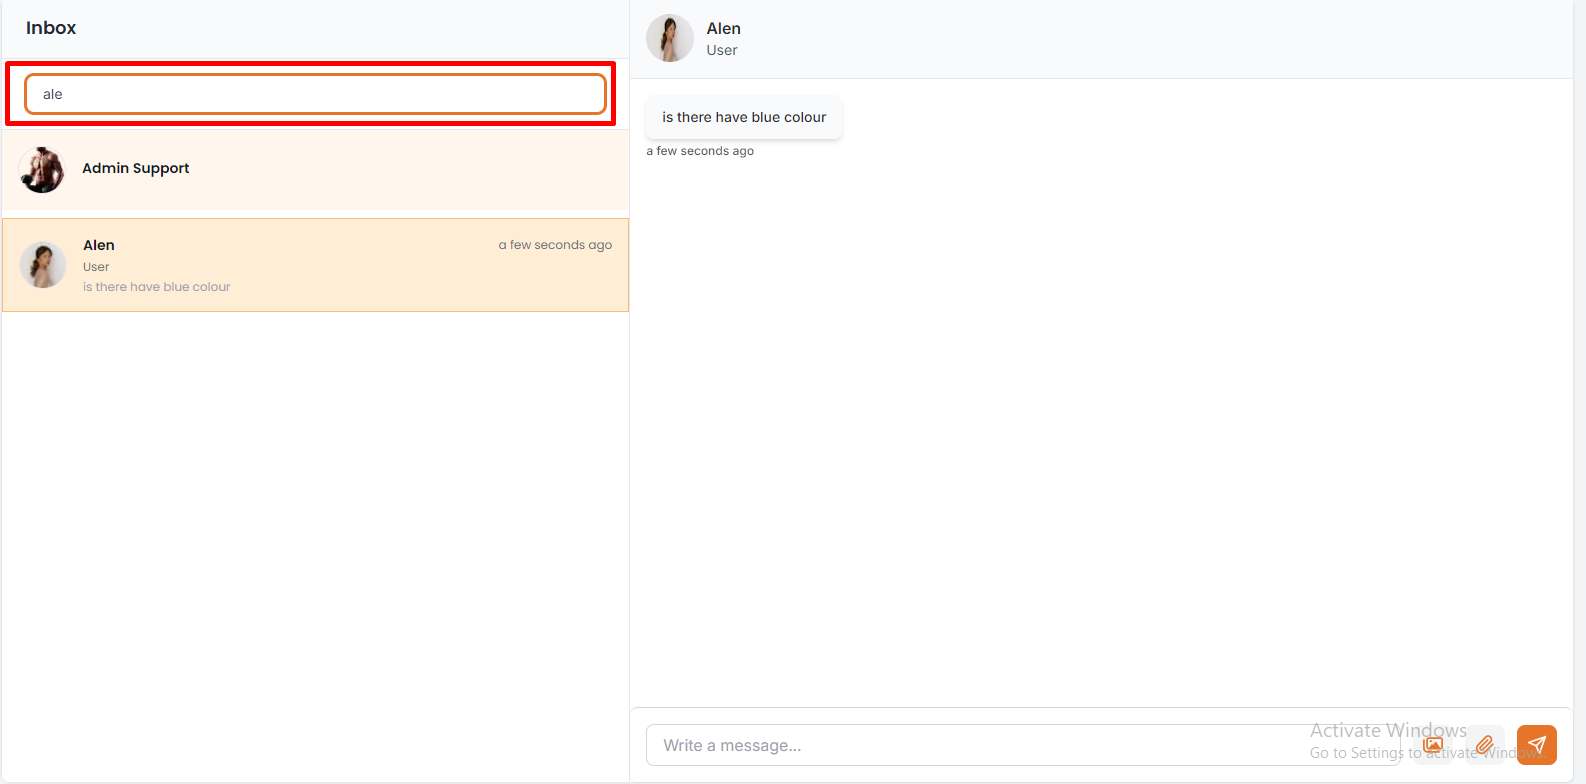 Inbox
ale
Admin Support
Alen
a few seconds ago
User
is there have blue colour
Alen
User
is there have blue colour
a few seconds ago
Write a message...
Activate Windows
Go to Settings to activate Windows.